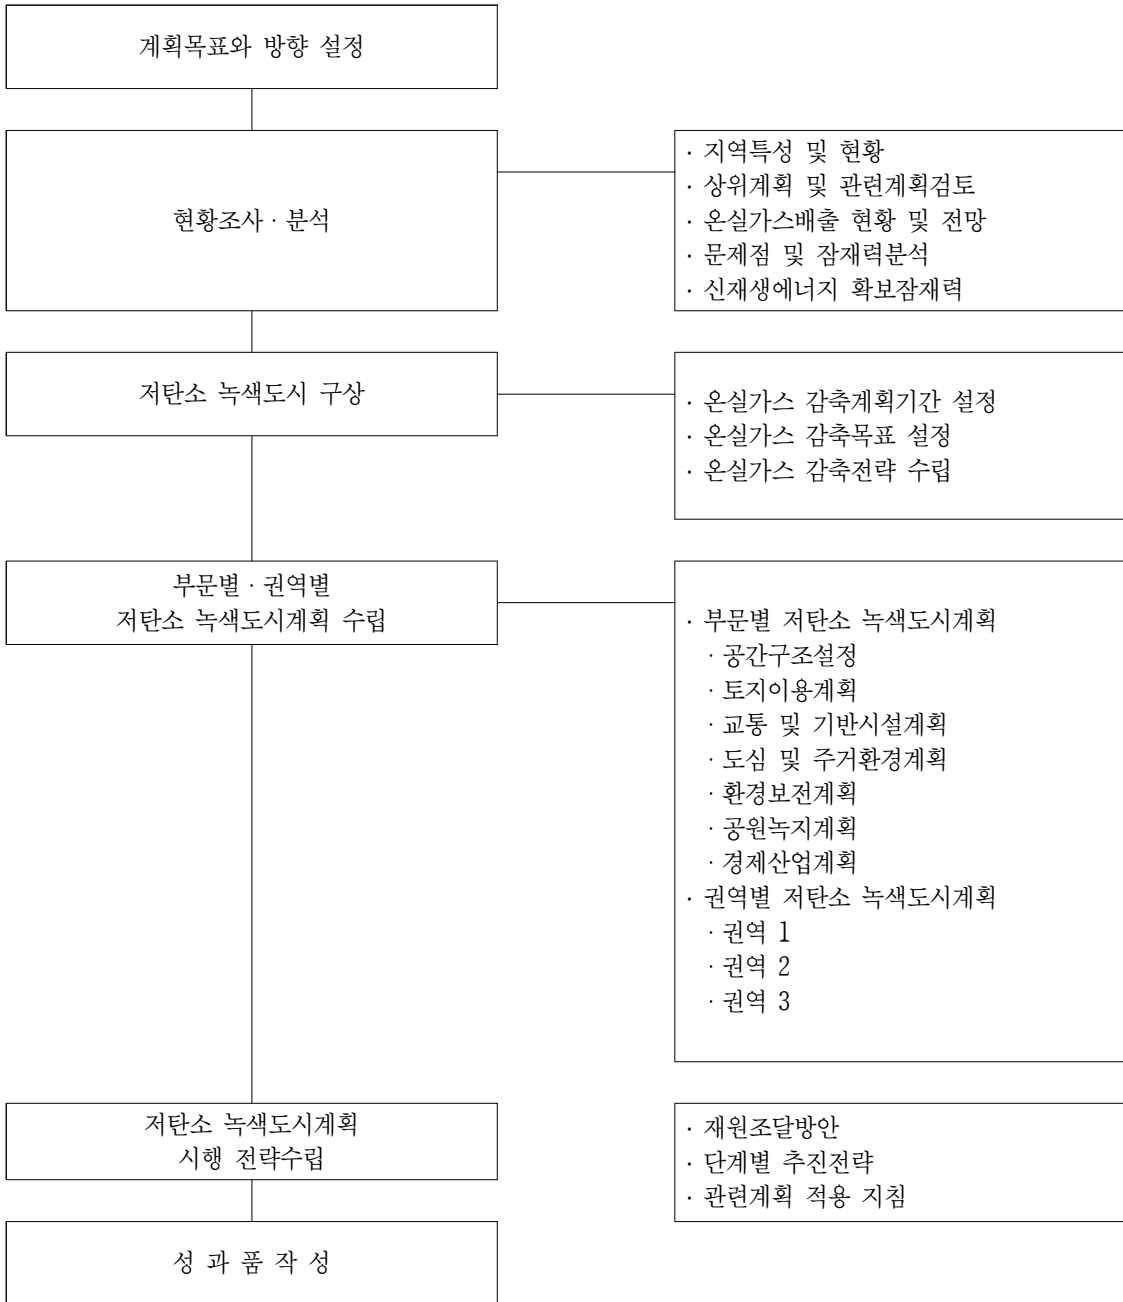 계획목표와 방향 설정
현황조사 · 분석
· 지역특성 및 현황
· 상위계획 및 관련계획검토
· 온실가스배출 현황 및 전망
· 문제점 및 잠재력분석
· 신재생에너지 확보잠재력
저탄소 녹색도시 구상
· 온실가스 감축계획기간 설정
· 온실가스 감축목표 설정
· 온실가스 감축전략 수립
부문별 · 권역별
저탄소 녹색도시계획 수립
· 부문별 저탄소 녹색도시계획
· 공간구조설정
· 토지이용계획
· 교통 및 기반시설계획
· 도심 및 주거환경계획
· 환경보전계획
· 공원녹지계획
· 경제산업계획
· 권역별 저탄소 녹색도시계획
· 권역 1
· 권역 2
· 권역 3
저탄소 녹색도시계획
시행 전략수립
· 재원조달방안
· 단계별 추진전략
· 관련계획 적용 지침
성 과 품 작 성